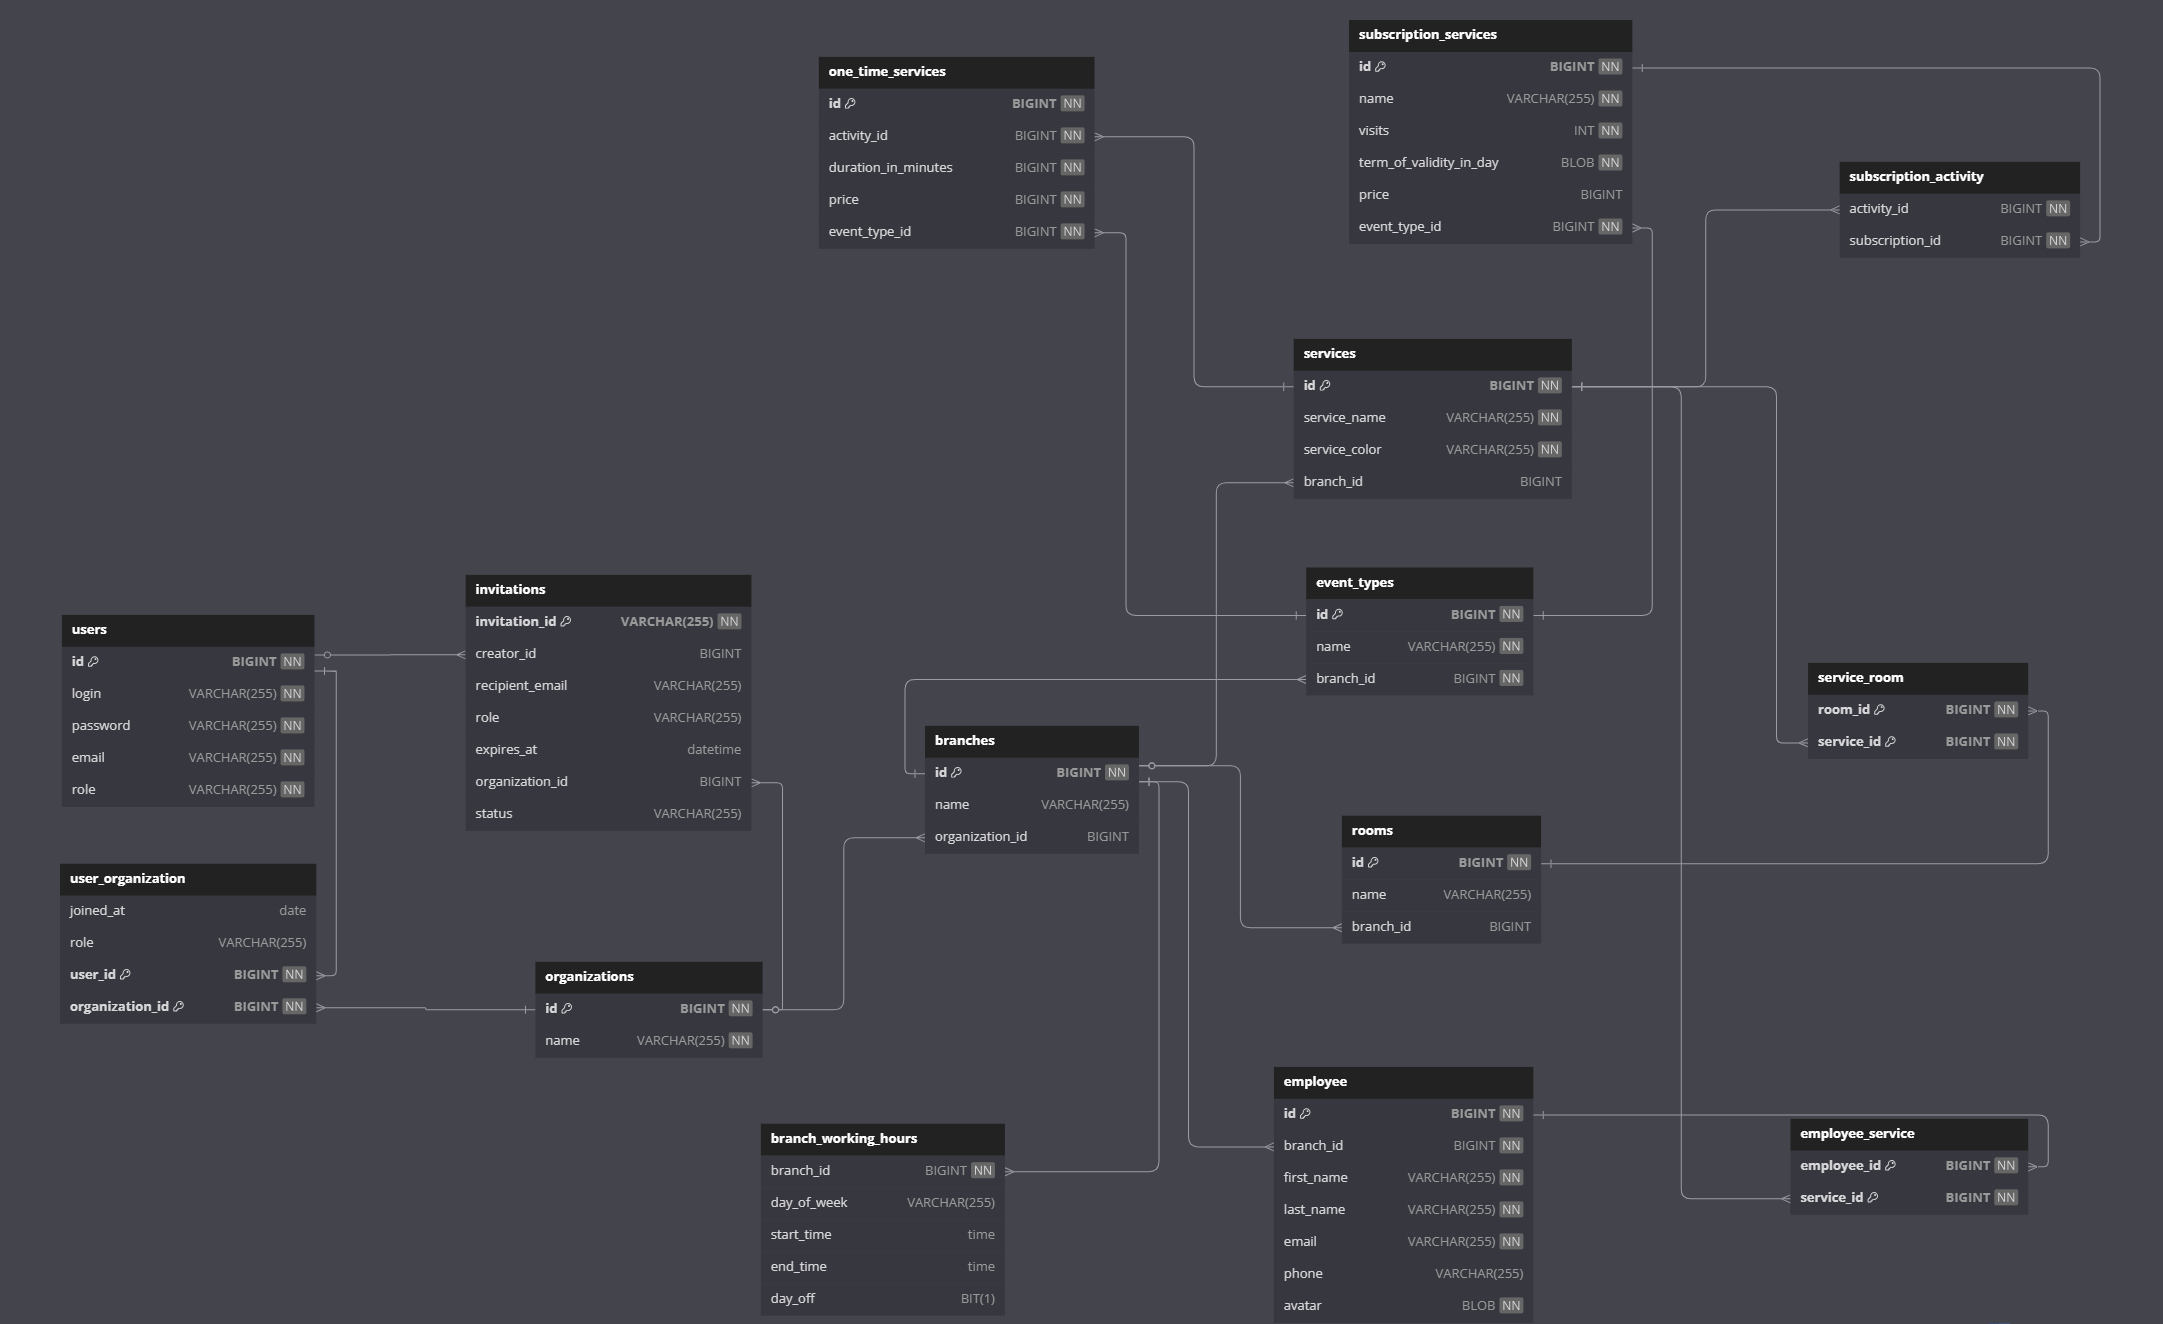 subscription_services
id BIGINT NN
name VARCHAR(255) NN
visits INT NN
term_of_validity_in_day BLOB NN
price BIGINT
event_type_id BIGINT NN
one_time_services
id BIGINT NN
activity_id BIGINT NN
duration_in_minutes BIGINT NN
price BIGINT NN
event_type_id BIGINT NN
subscription_activity
activity_id BIGINT NN
subscription_id BIGINT NN
services
id BIGINT NN
service_name VARCHAR(255) NN
service_color VARCHAR(255) NN
branch_id BIGINT
event_types
id BIGINT NN
name VARCHAR(255) NN
branch_id BIGINT NN
invitations
invitation_id VARCHAR(255) NN
creator_id BIGINT
recipient_email VARCHAR(255)
role VARCHAR(255)
expires_at datetime
organization_id BIGINT
status VARCHAR(255)
users
id BIGINT NN
login VARCHAR(255) NN
password VARCHAR(255) NN
email VARCHAR(255) NN
role VARCHAR(255) NN
service_room
room_id BIGINT NN
service_id BIGINT NN
branches
id BIGINT NN
name VARCHAR(255)
organization_id BIGINT
rooms
id BIGINT NN
name VARCHAR(255)
branch_id BIGINT
user_organization
joined_at date
role VARCHAR(255)
user_id BIGINT NN
organization_id BIGINT NN
organizations
id BIGINT NN
name VARCHAR(255) NN
employee
id BIGINT NN
branch_id BIGINT NN
first_name VARCHAR(255) NN
last_name VARCHAR(255) NN
email VARCHAR(255) NN
phone VARCHAR(255)
avatar BLOB NN
employee_service
employee_id BIGINT NN
service_id BIGINT NN
branch_working_hours
branch_id BIGINT NN
day_of_week VARCHAR(255)
start_time time
end_time time
day_off BIT(1)